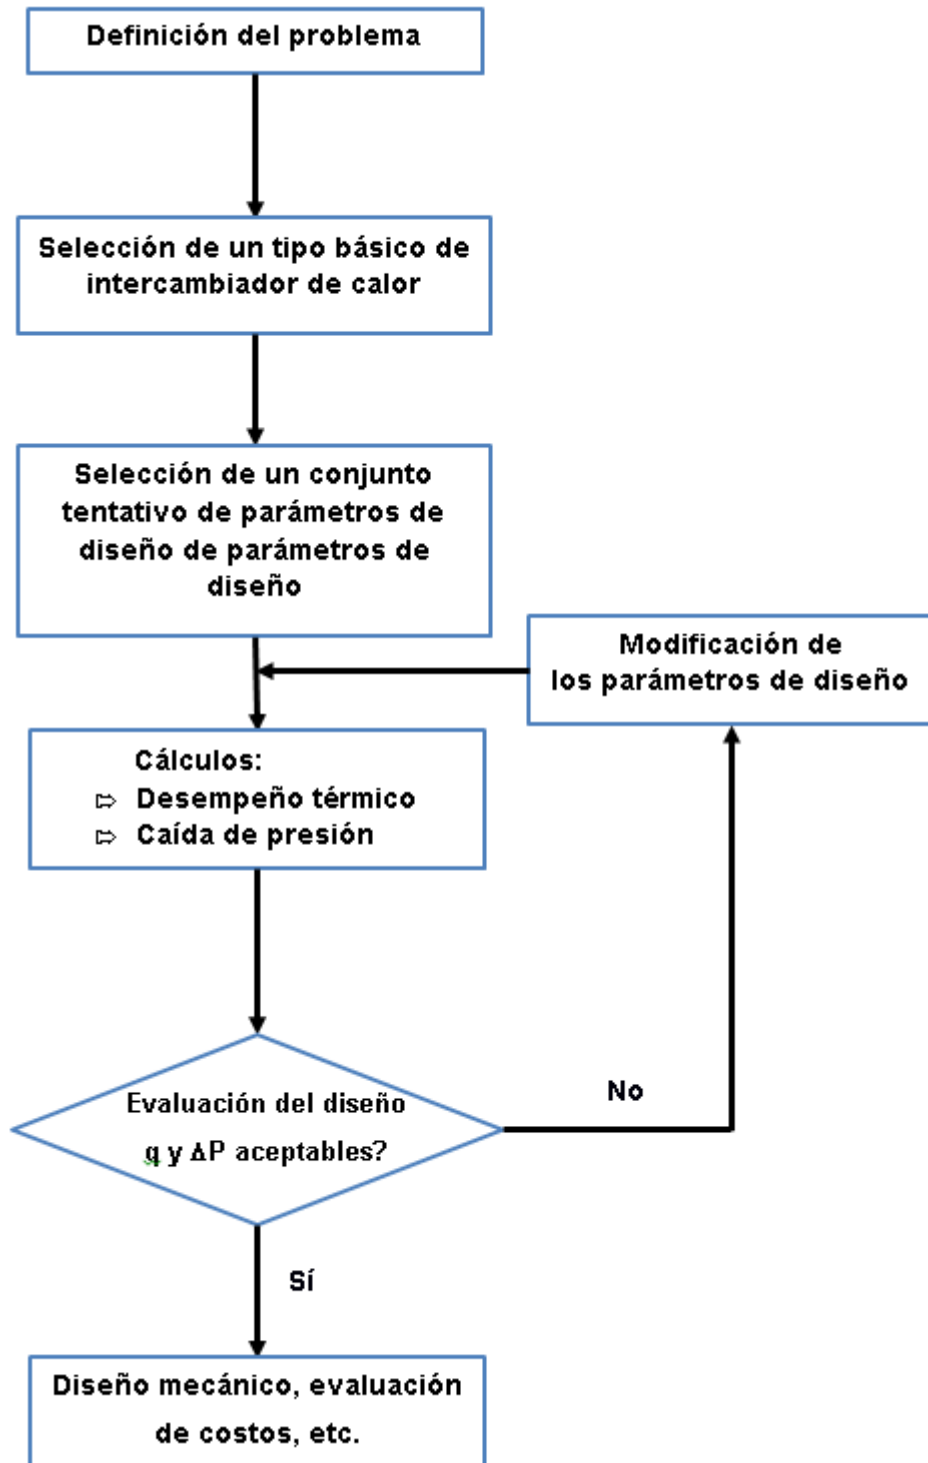 Definición del problema
Selección de un tipo básico de
intercambiador de calor
Selección de un conjunto
tentativo de parámetros de
diseño de parámetros de
diseño
Modificación de
los parámetros de diseño
Cálculos:
⇨ Desempeño térmico
⇨ Caída de presión
Evaluación del diseño
q y ΔP aceptables?
No
Sí
Diseño mecánico, evaluación
de costos, etc.